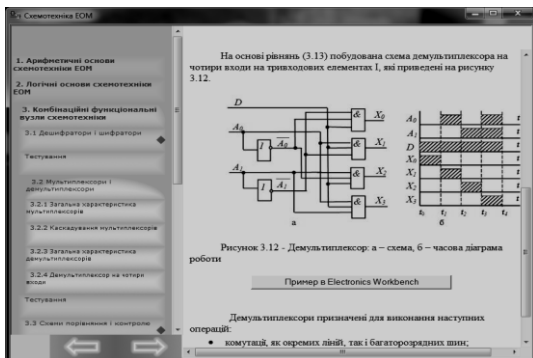 Схемотехніка ЕОМ
1. Арифметичні основи
схемотехніки ЕОМ
2. Логічні основи схемотехніки
ЕОМ
3. Комбінаційні функціональні
вузли схемотехніки
3.1 Дешифратори і шифратори
Тестування
3.2 Мультиплексори і
демультиплексори
3.2.1 Загальна характеристика
мультиплексорів
3.2.2 Каскадування мультиплексорів
3.2.3 Загальна характеристика
демультиплексорів
3.2.4 Демультиплексор на чотири
входи
Тестування
3.3 Схеми порівняння і контролю
На основі рівнянь (3.13) побудована схема демультиплексора на
чотири входи на тривходових елементах І, які приведені на рисунку
3.12.
D
A0
1
A0
A1
1
A1
& X0
& X1
& X2
& X3
а
A0 t
A1 t
D t
X0 t
X1 t
X2 t
X3 t
t0 t1 t2 t3 t4
б
Рисунок 3.12 - Демультиплексор: а – схема, б – часова діаграма
роботи
Пример в Electronics Workbench
Демультиплексори призначені для виконання наступних
операцій:
• комутації, як окремих ліній, так і багаторозрядних шин;